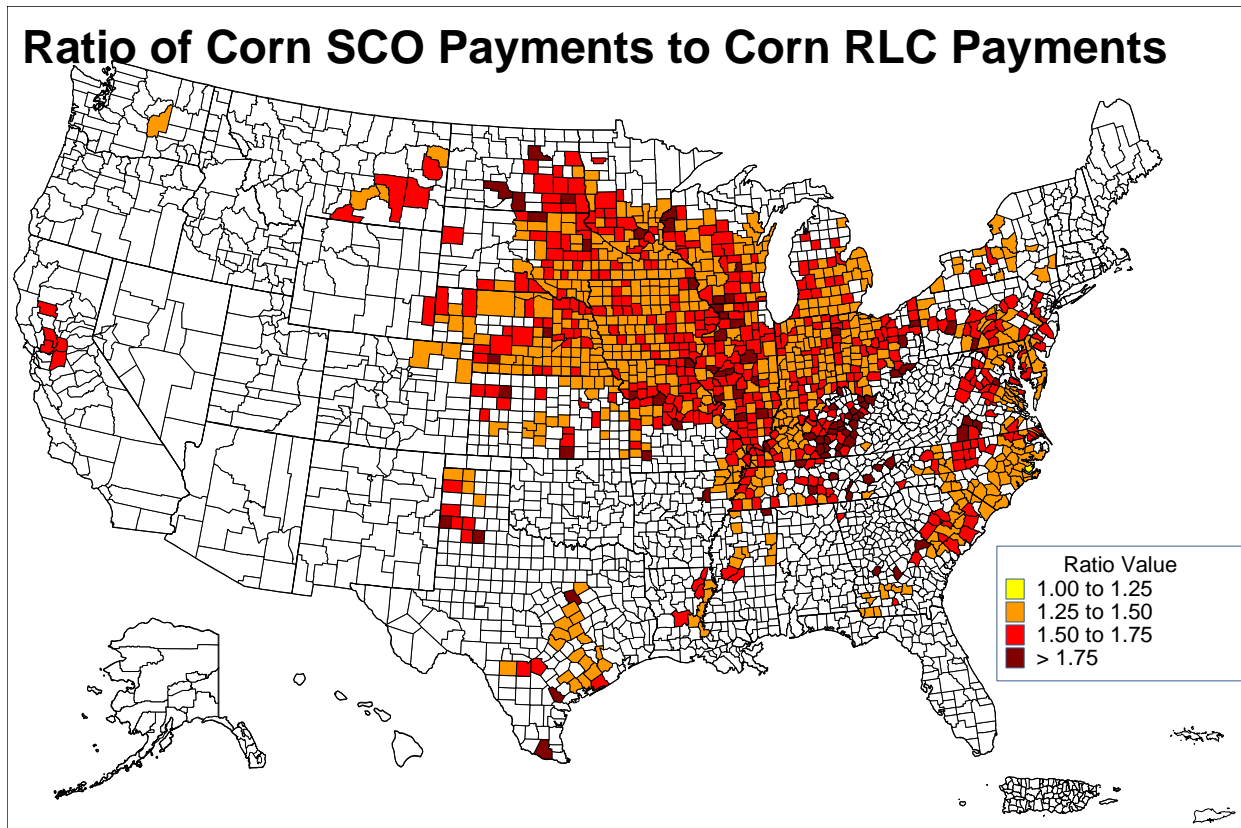 Ratio of Corn SCO Payments to Corn RLC Payments
Ratio Value
1.00 to 1.25
1.25 to 1.50
1.50 to 1.75
> 1.75